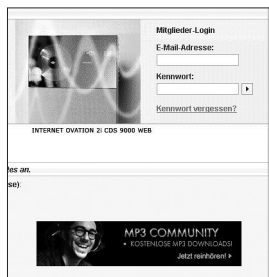 Mitglieder-Login
E-Mail-Adresse:
Kennwort:
Kennwort vergessen?
INTERNET OVATION 2i CDS 9000 WEB
tes an.
se):
MP3 COMMUNITY
• KOSTENLOSE MP3 DOWNLOADS!
Jetzt reinhören!